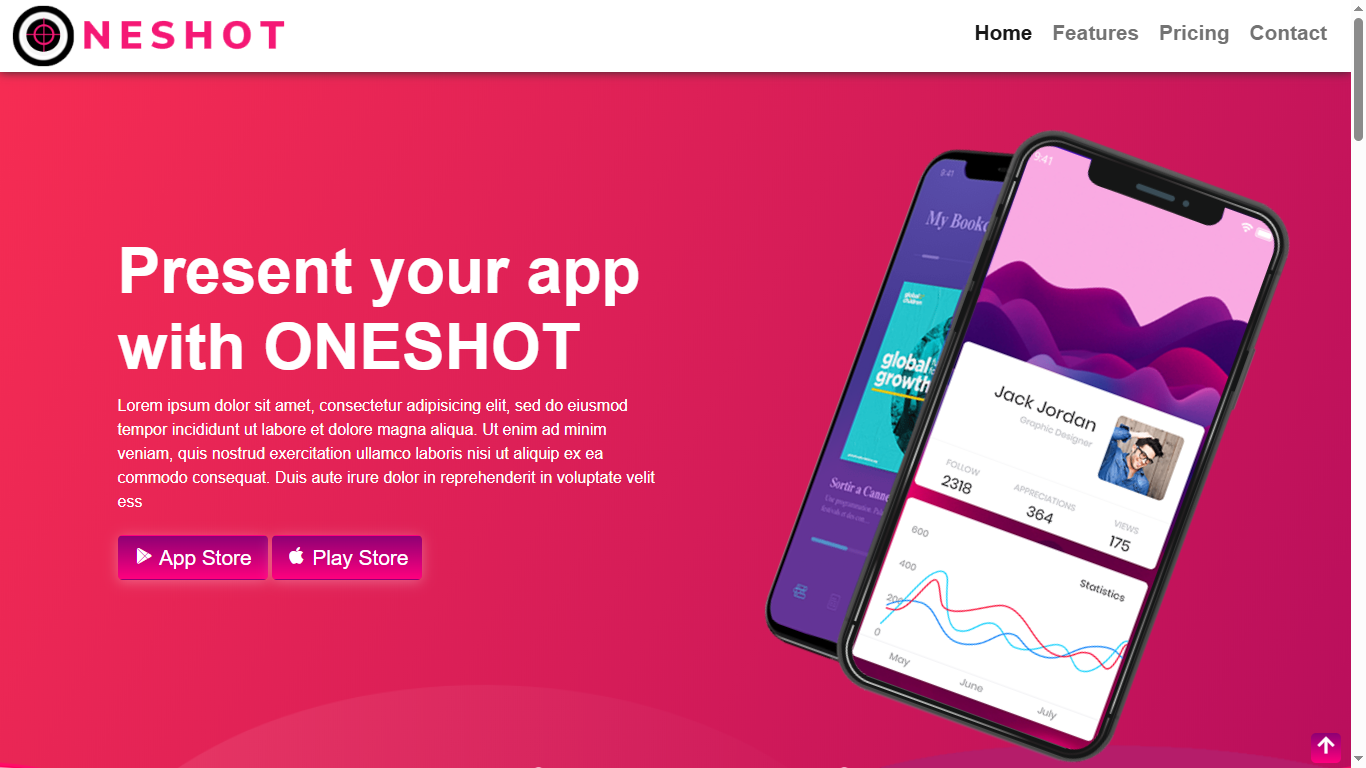 NESHOT
Home Features Pricing Contact
Present your app
with ONESHOT
Lorem ipsum dolor sit amet, consectetur adipisicing elit, sed do eiusmod
tempor incididunt ut labore et dolore magna aliqua. Ut enim ad minim
veniam, quis nostrud exercitation ullamco laboris nisi ut aliquip ex ea
commodo consequat. Duis aute irure dolor in reprehenderit in voluptate velit
ess
App Store Play Store
9:41
My Bookc
global
children
global
growth
Sortir a Canne
9:41
Jack Jordan
Graphic Designer
FOLLOW APPRECIATIONS VIEWS
2318 364 175
Statistics
600
400
200
0
May June July